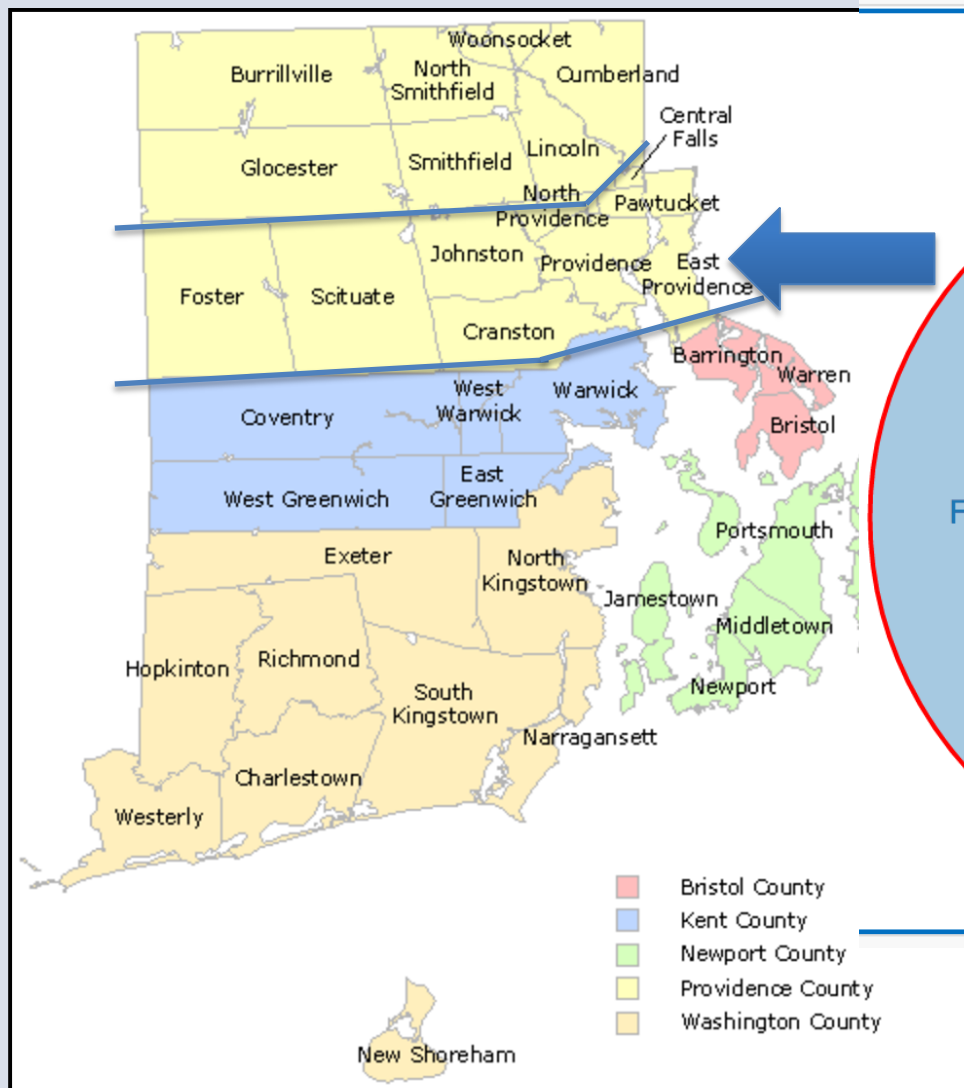 Woonsocket
Burrillville
North
Smithfield
Cumberland
Central
Falls
Glocester
Smithfield
Lincoln
North
Providence
Pawtucket
Johnston
Providence
East
Providence
Foster
Scituate
Cranston
Barrington
Warren
Bristol
Coventry
West
Warwick
Warwick
West Greenwich
East
Greenwich
Portsmouth
Exeter
North
Kingstown
Jamestown
Middletown
Hopkinton
Richmond
Newport
South
Kingstown
Narragansett
Charlestown
Westerly
Bristol County
Kent County
Newport County
Providence County
Washington County
New Shoreham
F